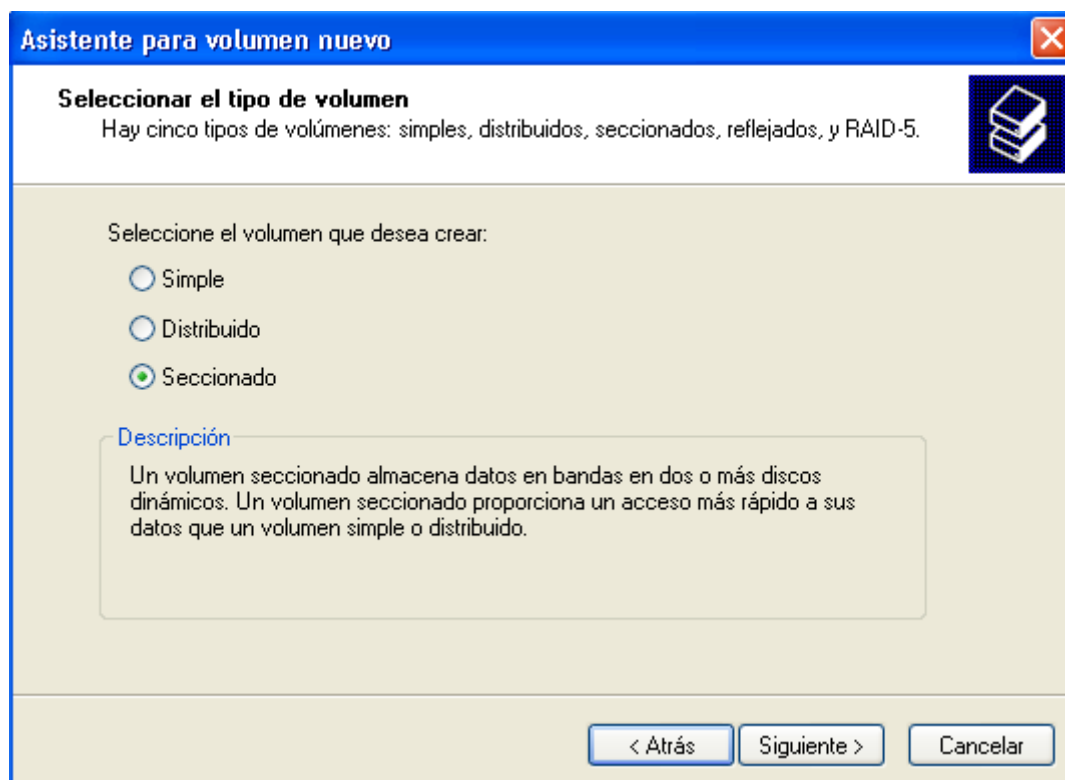 Asistente para volumen nuevo
Seleccionar el tipo de volumen
Hay cinco tipos de volúmenes: simples, distribuidos, seccionados, reflejados, y RAID-5.
Seleccione el volumen que desea crear:
Simple
Distribuido
Seccionado
Descripción
Un volumen seccionado almacena datos en bandas en dos o más discos
dinámicos. Un volumen seccionado proporciona un acceso más rápido a sus
datos que un volumen simple o distribuido.
< Atrás Siguiente > Cancelar